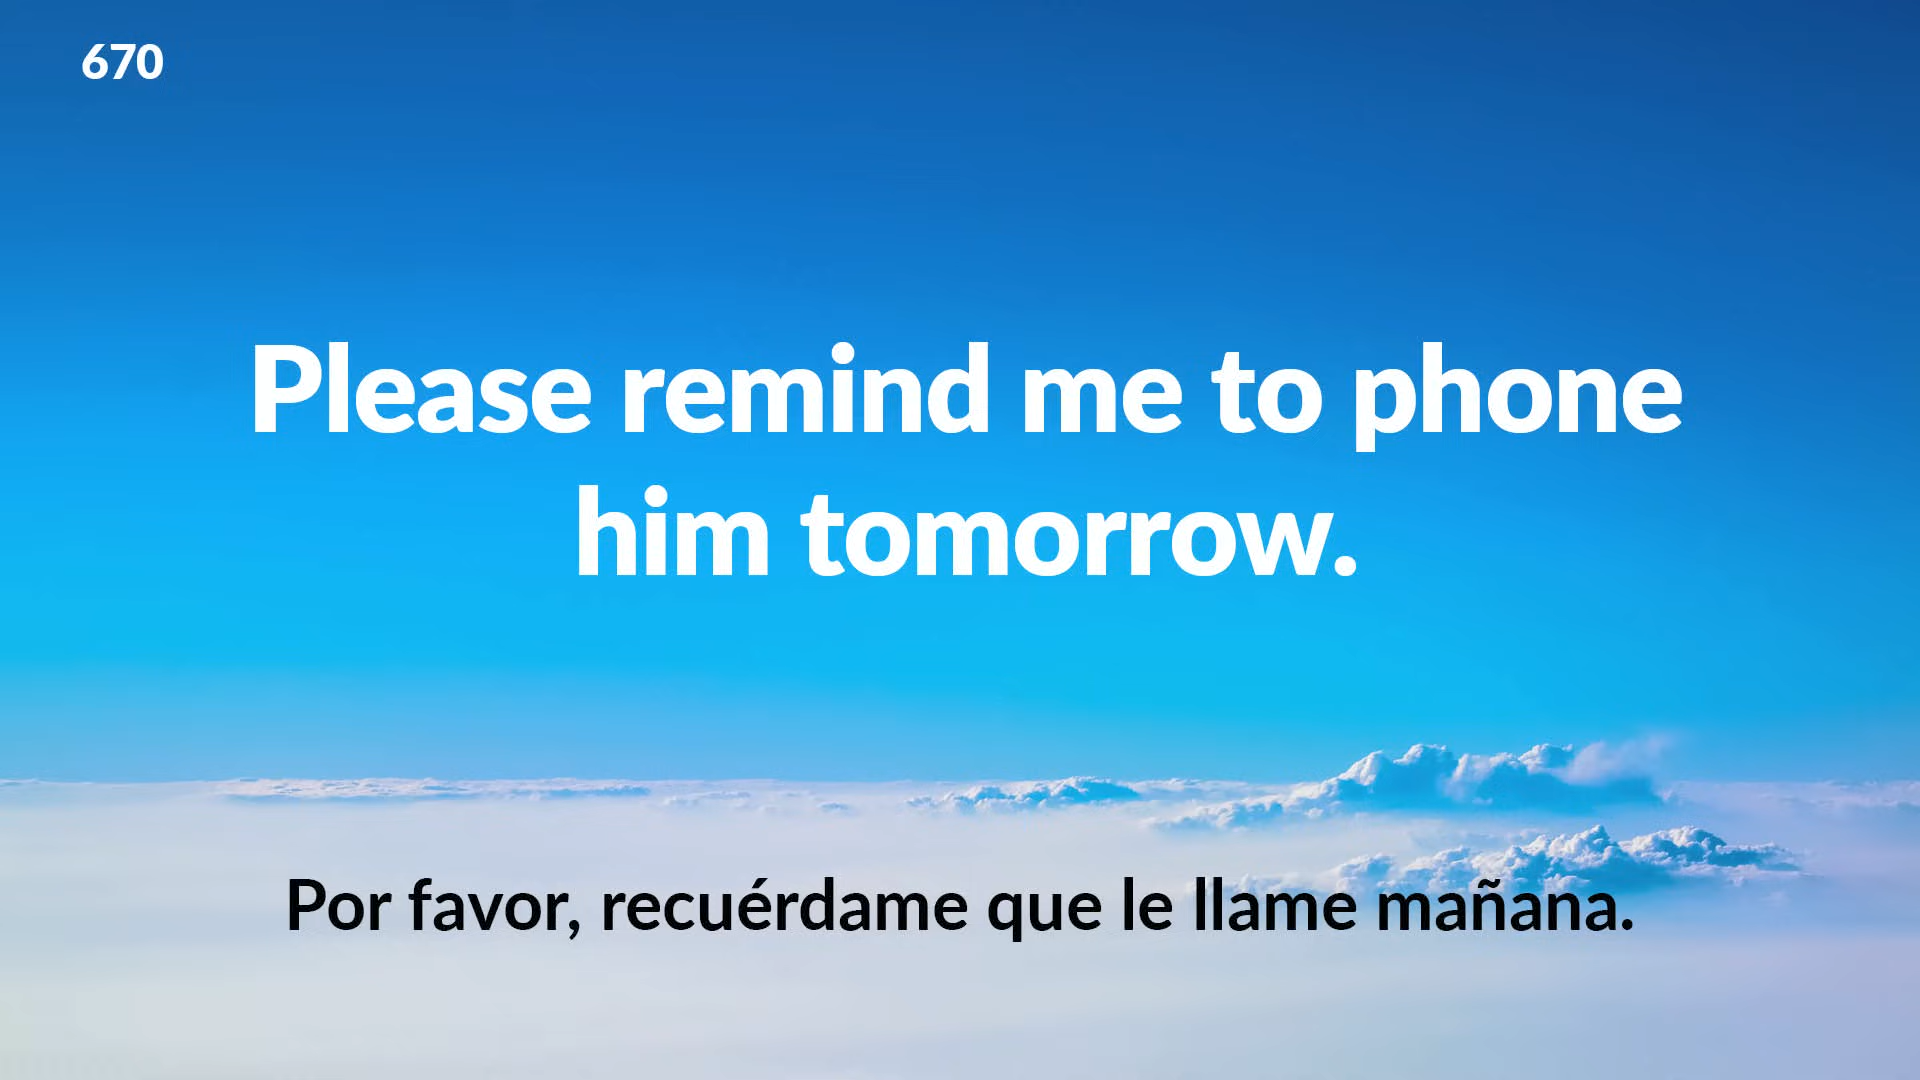 670
Please remind me to phone
him tomorrow.
Por favor, recuérdame que le llame mañana.